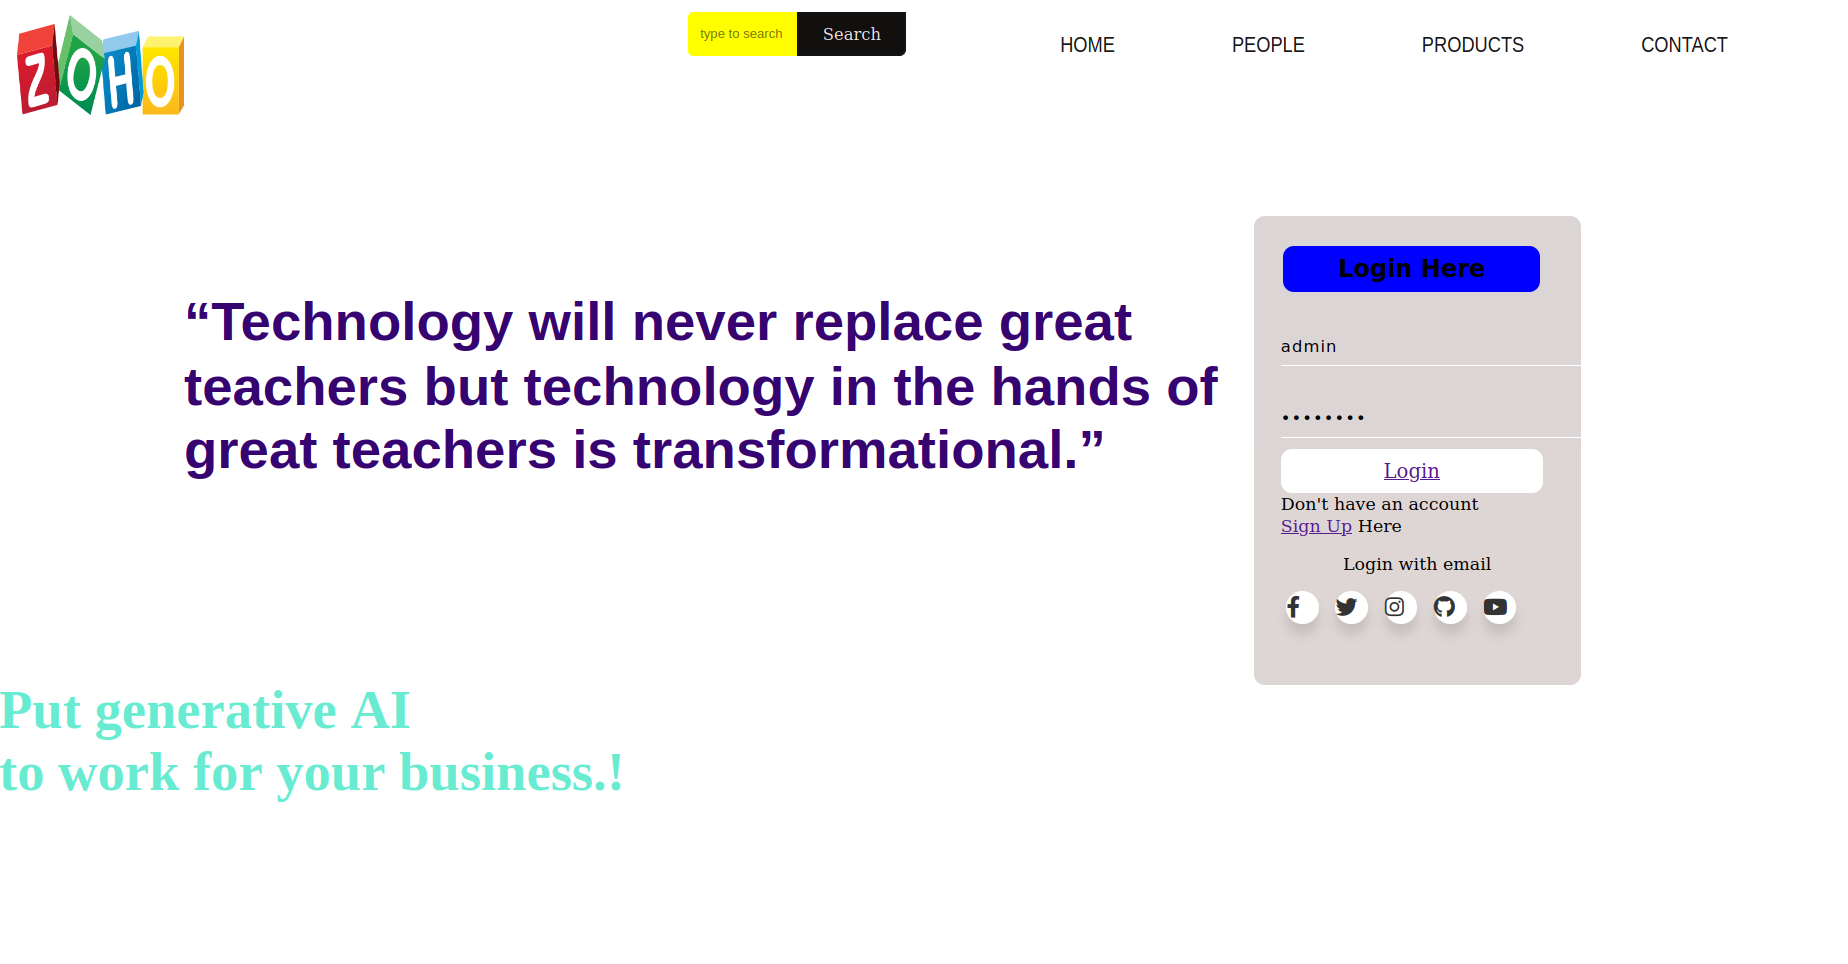 ZOHO
type to search Search
HOME PEOPLE PRODUCTS CONTACT
“Technology will never replace great
teachers but technology in the hands of
great teachers is transformational.”
Login Here
admin
••••••••
Login
Don't have an account
Sign Up Here
Login with email
Put generative AI
to work for your business.!